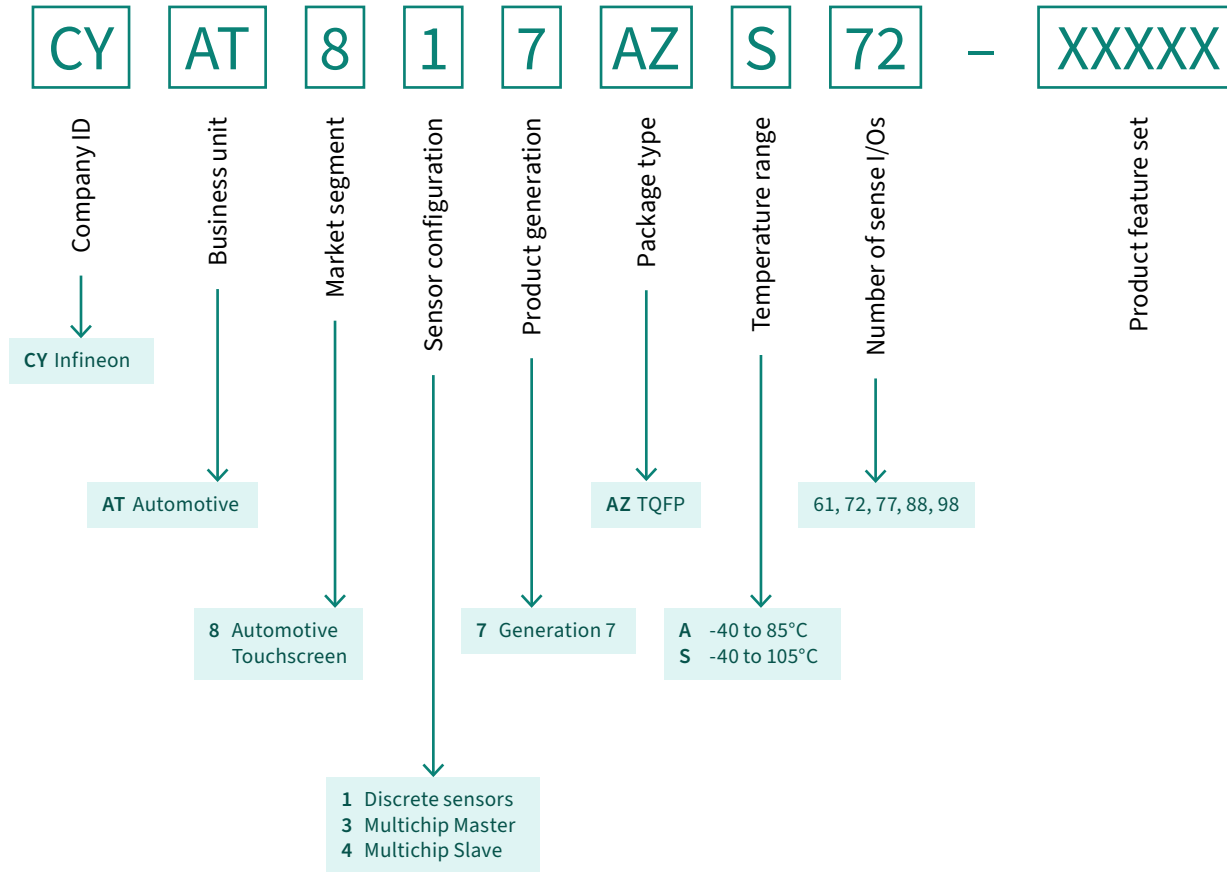 CY AT 8 1 7 AZ S 72 – XXXXX
Company ID
Business unit
Market segment
Sensor configuration
Product generation
Package type
Temperature range
Number of sense I/Os
Product feature set
CY Infineon
AT Automotive
8 Automotive
Touchscreen
1 Discrete sensors
3 Multichip Master
4 Multichip Slave
7 Generation 7
AZ TQFP
A -40 to 85°C
S -40 to 105°C
61, 72, 77, 88, 98